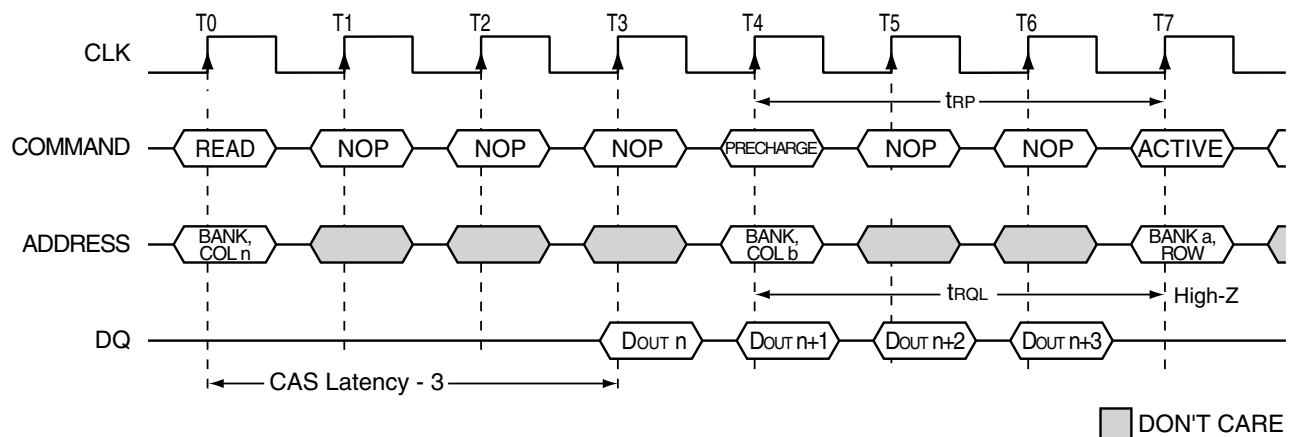 T0 T1 T2 T3 T4 T5 T6 T7
CLK
tRP
COMMAND READ NOP NOP NOP PRECHARGE NOP NOP ACTIVE
ADDRESS BANK, COL n BANK, COL b BANK a, ROW
tRQL High-Z
DQ DOUT n DOUT n+1 DOUT n+2 DOUT n+3
CAS Latency - 3
DON'T CARE